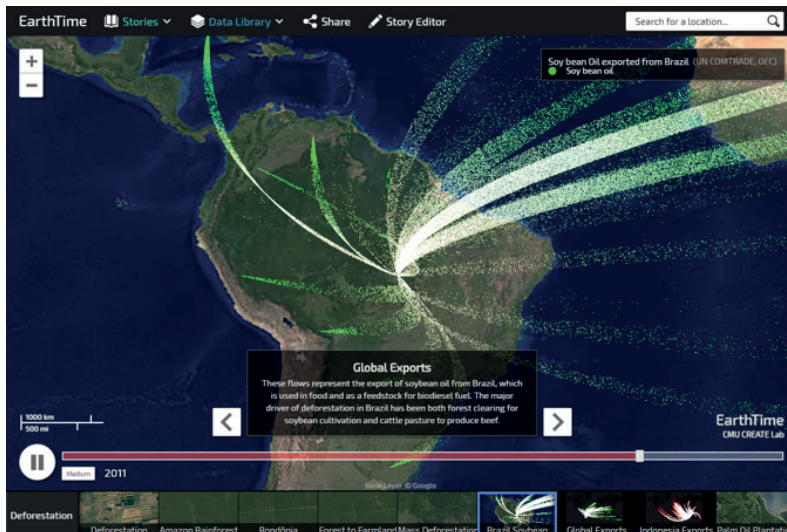 EarthTime Stories Data Library Share Story Editor Search for a location...
+
−
Soy bean Oil exported from Brazil (UN COMTRADE, OEC)
Soy bean oil
Global Exports
These flows represent the export of soybean oil from Brazil, which
is used in food and as a feedstock for biodiesel fuel. The major
driver of deforestation in Brazil has been both forest clearing for
soybean cultivation and cattle pasture to produce beef.
1000 km
500 mi
EarthTime
CMU CREATE Lab
Medium 2011
Base Layer © Google
Deforestation
Deforestation Amazon Rainforest Rondônia Forest to Farmland Mass Deforestation Brazil Soybean Global Exports Indonesia Exports Palm Oil Plantati